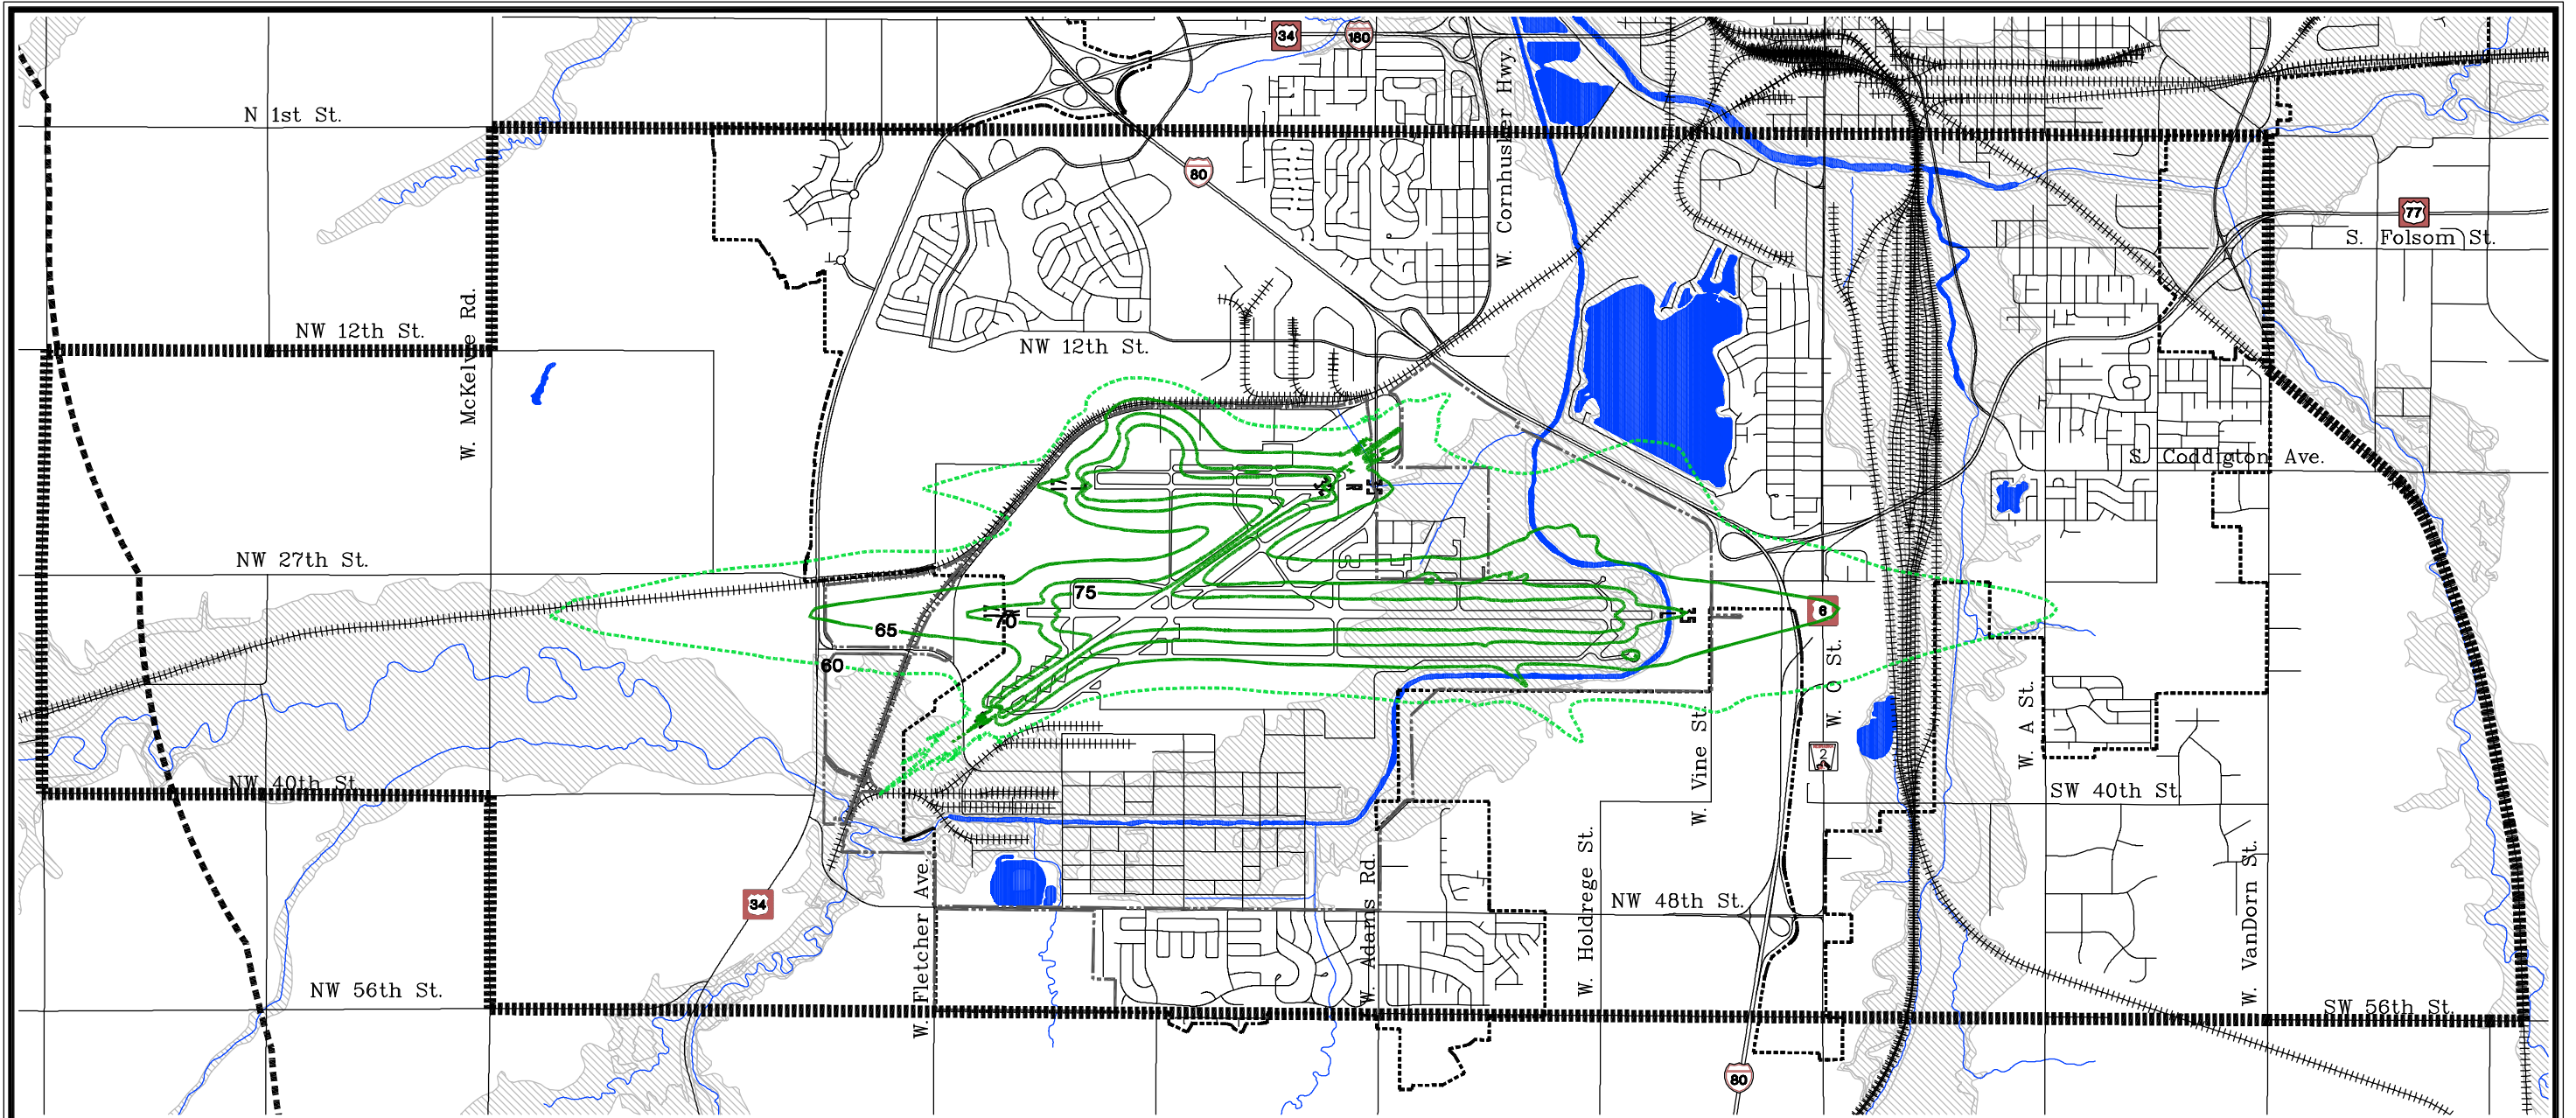 34
180
N 1st St.
W. Cornhusker Hwy.
80
77
S. Folsom St.
W. McKelvie Rd.
NW 12th St.
NW 12th St.
S. Coddigton Ave.
17
NW 27th St.
75
70
65
60
6
W. O St.
W. A St.
W. Vine St.
2
NW 40th St.
SW 40th St.
34
W. Fletcher Ave.
W. Adams Rd.
W. Holdrege St.
NW 48th St.
W. VanDorn St.
NW 56th St.
SW 56th St.
80